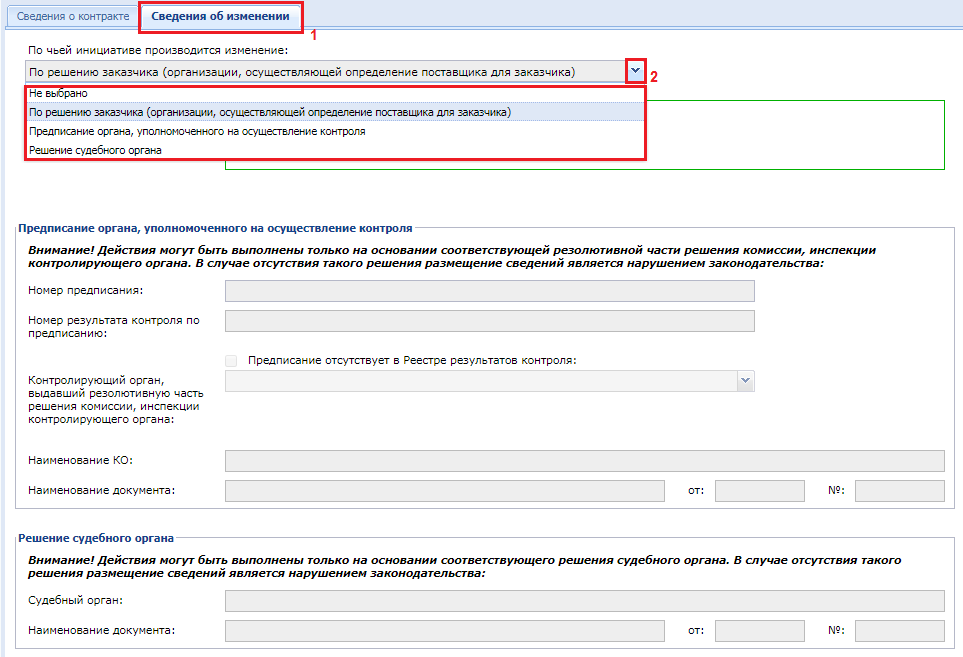 Сведения о контракте
Сведения об изменении
1
По чьей инициативе производится изменение:
По решению заказчика (организации, осуществляющей определение поставщика для заказчика)
2
Не выбрано
По решению заказчика (организации, осуществляющей определение поставщика для заказчика)
Предписание органа, уполномоченного на осуществление контроля
Решение судебного органа
Предписание органа, уполномоченного на осуществление контроля
Внимание! Действия могут быть выполнены только на основании соответствующей резолютивной части решения комиссии, инспекции
контролирующего органа. В случае отсутствия такого решения размещение сведений является нарушением законодательства:
Номер предписания:
Номер результата контроля по
предписанию:
Предписание отсутствует в Реестре результатов контроля:
Контролирующий орган,
выдавший резолютивную часть
решения комиссии, инспекции
контролирующего органа:
Наименование КО:
Наименование документа: от: №:
Решение судебного органа
Внимание! Действия могут быть выполнены только на основании соответствующего решения судебного органа. В случае отсутствия такого
решения размещение сведений является нарушением законодательства:
Судебный орган:
Наименование документа: от: №: